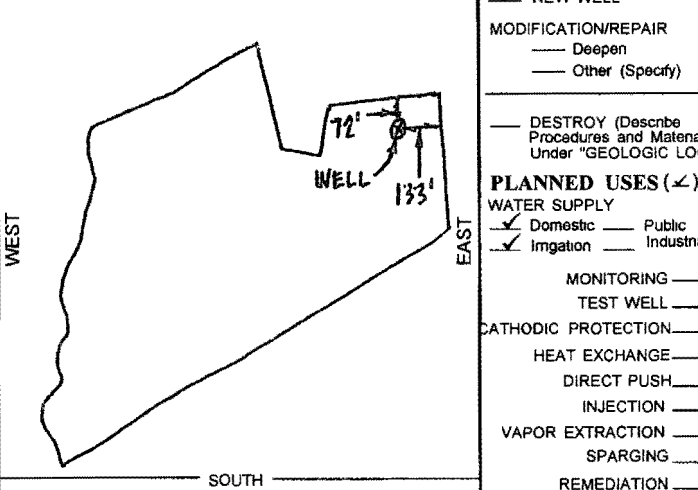 NEW WELL
MODIFICATION/REPAIR
Deepen
Other (Specify)
72'
WELL
133'
WEST
EAST
SOUTH
DESTROY (Describe
Procedures and Materia
Under "GEOLOGIC LO
PLANNED USES (✓)
WATER SUPPLY
✓ Domestic Public
✓ Irrigation Industri
MONITORING
TEST WELL
CATHODIC PROTECTION
HEAT EXCHANGE
DIRECT PUSH
INJECTION
VAPOR EXTRACTION
SPARGING
REMEDIATION